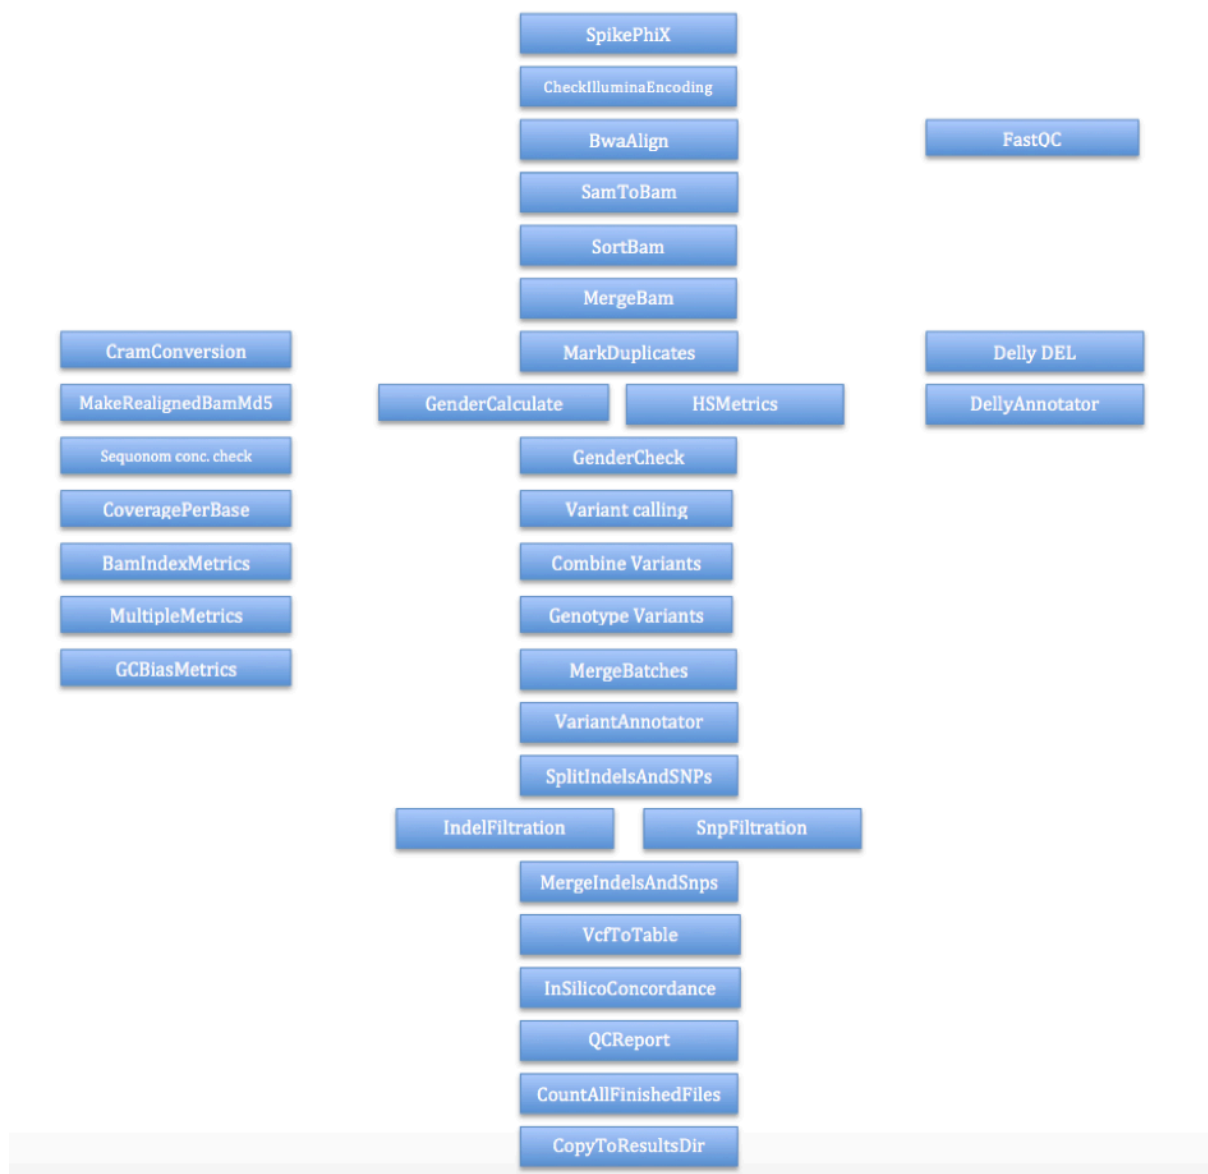 SpikePhiX
CheckIlluminaEncoding
BwaAlign
FastQC
SamToBam
SortBam
MergeBam
CramConversion
MarkDuplicates
Delly DEL
MakeRealignedBamMd5
GenderCalculate
HSMetrics
DellyAnnotator
Sequonom conc. check
GenderCheck
CoveragePerBase
Variant calling
BamIndexMetrics
Combine Variants
MultipleMetrics
Genotype Variants
GCBiasMetrics
MergeBatches
VariantAnnotator
SplitIndelsAndSNPs
IndelFiltration
SnpFiltration
MergeIndelsAndSnps
VcfToTable
InSilicoConcordance
QCReport
CountAllFinishedFiles
CopyToResultsDir